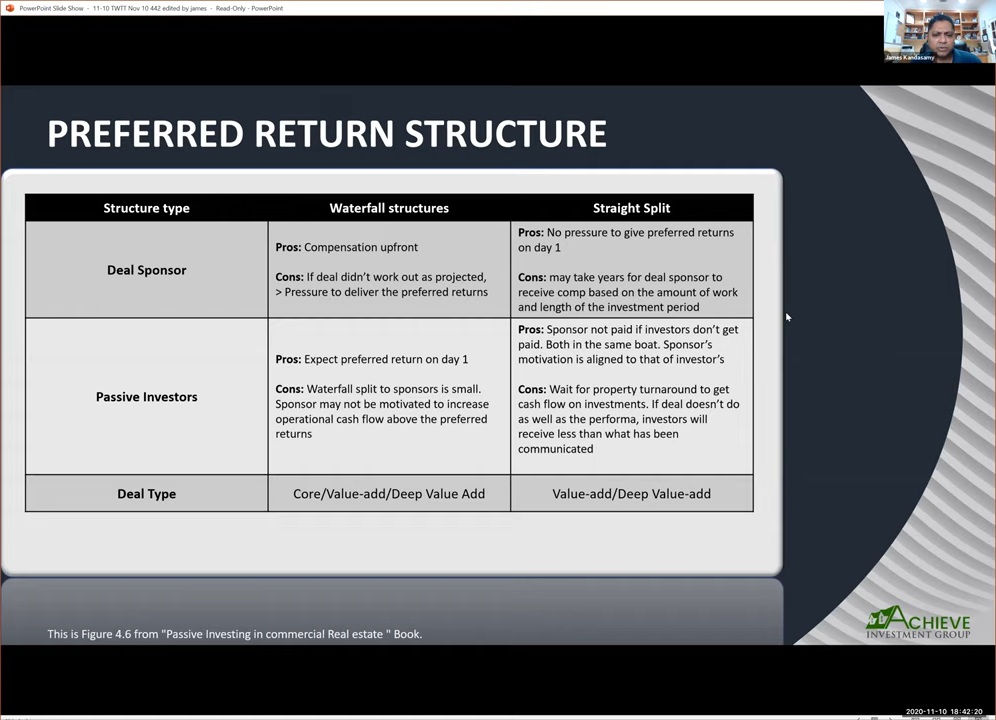 PowerPoint Slide Show - 11-10 TWTT Nov 10 442 edited by james - Read-Only - PowerPoint
James Kandasamy
PREFERRED RETURN STRUCTURE
Structure type
Waterfall structures
Straight Split
Deal Sponsor
Pros: Compensation upfront
Cons: If deal didn't work out as projected,
> Pressure to deliver the preferred returns
Pros: No pressure to give preferred returns
on day 1
Cons: may take years for deal sponsor to
receive comp based on the amount of work
and length of the investment period
Passive Investors
Pros: Expect preferred return on day 1
Cons: Waterfall split to sponsors is small.
Sponsor may not be motivated to increase
operational cash flow above the preferred
returns
Pros: Sponsor not paid if investors don't get
paid. Both in the same boat. Sponsor's
motivation is aligned to that of investor's
Cons: Wait for property turnaround to get
cash flow on investments. If deal doesn't do
as well as the performa, investors will
receive less than what has been
communicated
Deal Type
Core/Value-add/Deep Value Add
Value-add/Deep Value-add
This is Figure 4.6 from "Passive Investing in commercial Real estate " Book.
ACHIEVE
INVESTMENT GROUP
2020-11-10 18:42:20